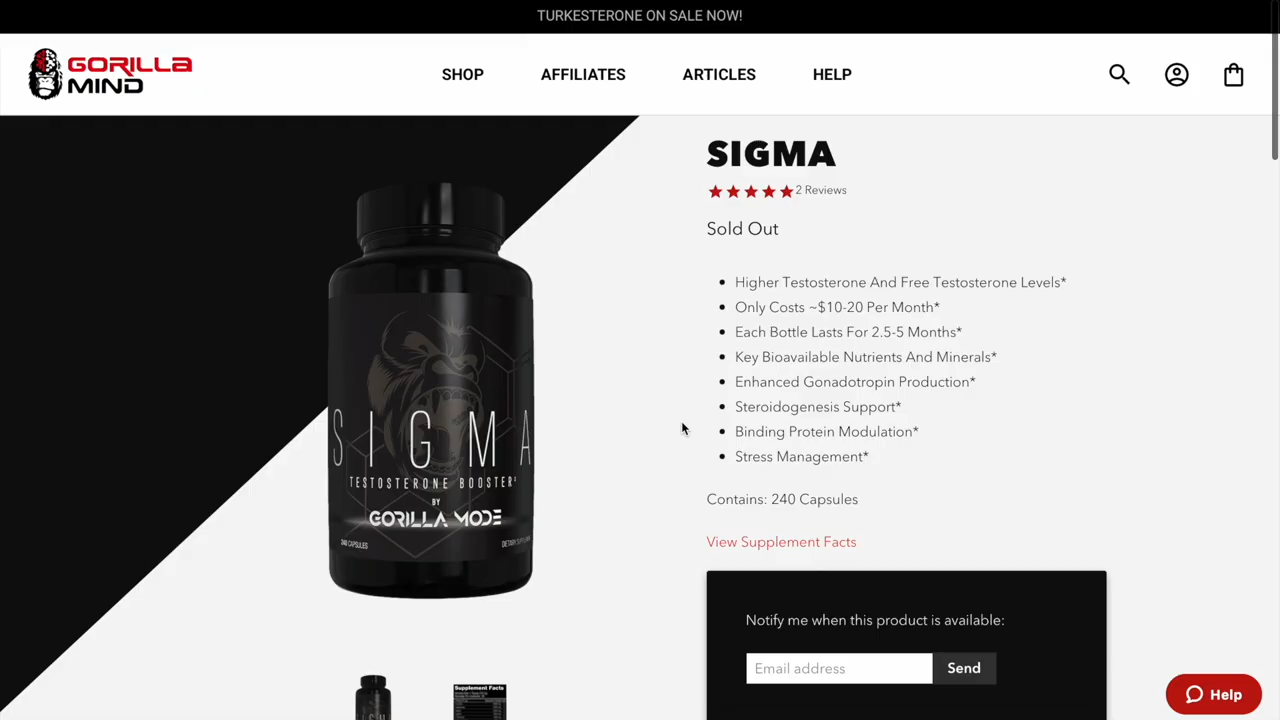 TURKESTERONE ON SALE NOW!
GORILLA
MIND
SHOP
AFFILIATES
ARTICLES
HELP
SIGMA
2 Reviews
Sold Out
Higher Testosterone And Free Testosterone Levels*
Only Costs ~$10-20 Per Month*
Each Bottle Lasts For 2.5-5 Months*
Key Bioavailable Nutrients And Minerals*
Enhanced Gonadotropin Production*
Steroidogenesis Support*
Binding Protein Modulation*
Stress Management*
Contains: 240 Capsules
View Supplement Facts
Notify me when this product is available:
Email address
Send
Help
SIGMA
TESTOSTERONE BOOSTER
BY
GORILLA MODE
240 CAPSULES
Supplement Facts